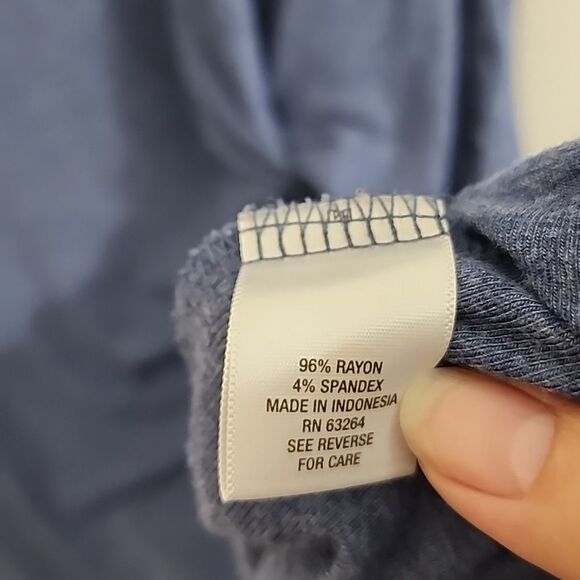 96% RAYON
4% SPANDEX
MADE IN INDONESIA
RN 63264
SEE REVERSE
FOR CARE